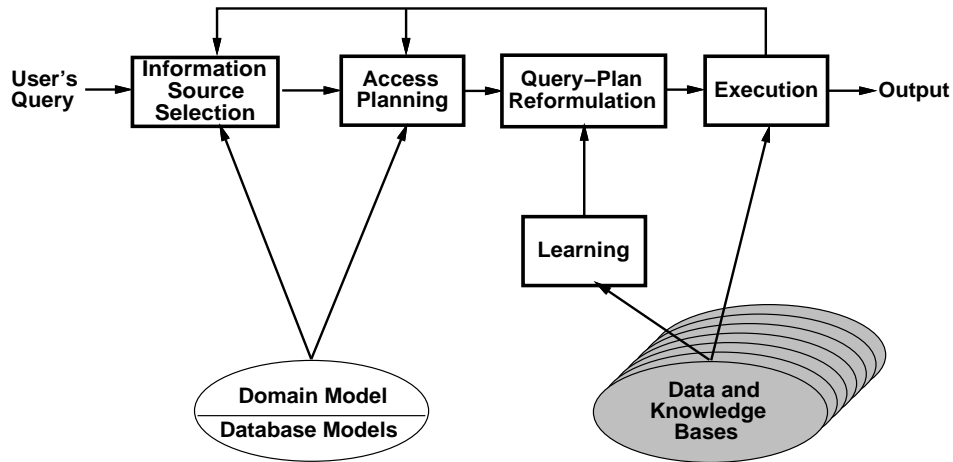 User's
Query
Information
Source
Selection
Access
Planning
Query–Plan
Reformulation
Execution
Output
Learning
Domain Model
Database Models
Data and
Knowledge
Bases